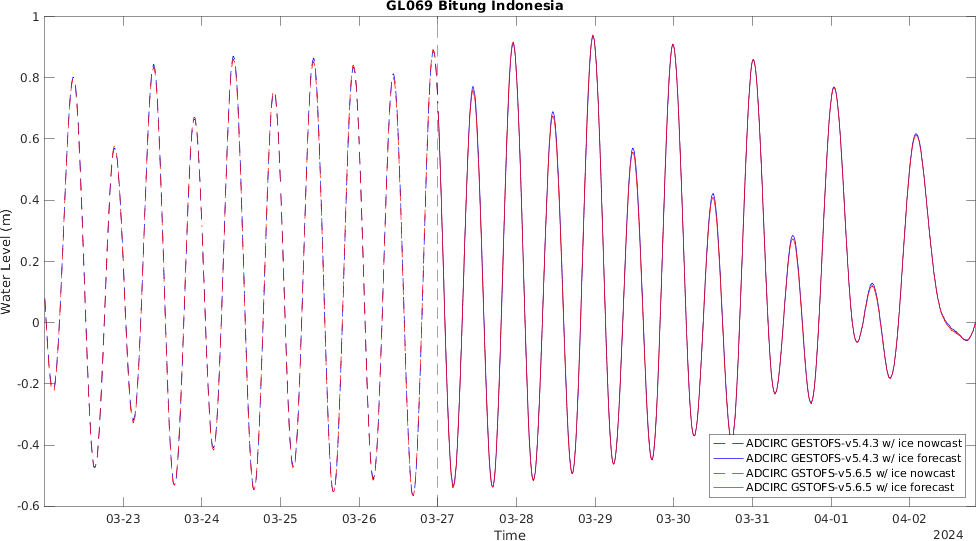 GL069 Bitung Indonesia
1
0.8
0.6
0.4
0.2
0
-0.2
-0.4
-0.6
Water Level (m)
03-23 03-24 03-25 03-26 03-27 03-28 03-29 03-30 03-31 04-01 04-02
Time
2024
ADCIRC GESTOFS-v5.4.3 w/ ice nowcast
ADCIRC GESTOFS-v5.4.3 w/ ice forecast
ADCIRC GSTOFS-v5.6.5 w/ ice nowcast
ADCIRC GSTOFS-v5.6.5 w/ ice forecast